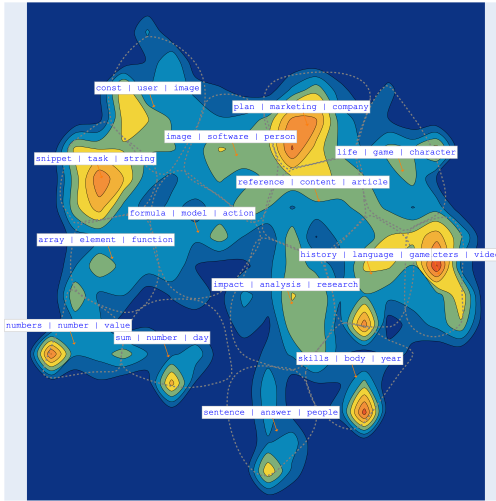 const | user | image
plan | marketing | company
image | software | person
life | game | character
snippet | task | string
reference | content | article
formula | model | action
array | element | function
history | language | game
cters | video
impact | analysis | research
numbers | number | value
sum | number | day
skills | body | year
sentence | answer | people